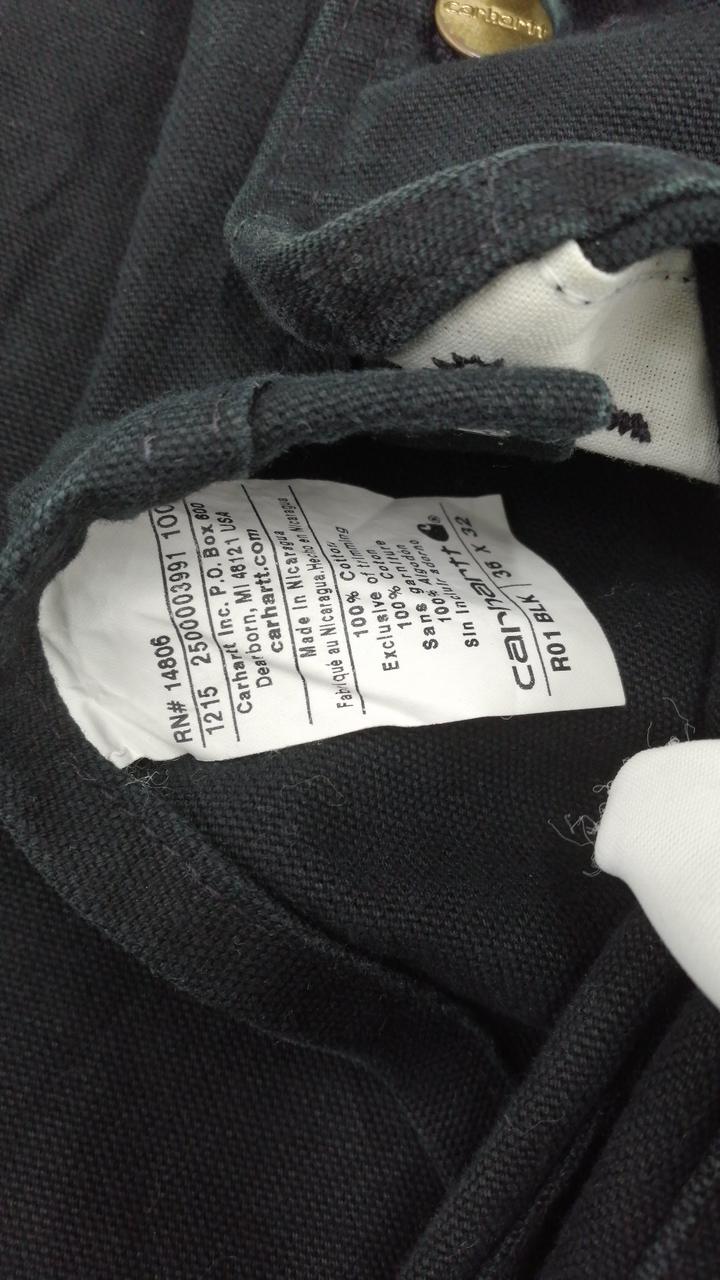 carhartt
carhartt®
R01 BLK | 36 x 32
100% Cotton
Exclusive of trimming
100% Coton
Sans garniture
100% Algodon
Sin Incluir adorno
Made in Nicaragua
Fabriqué au Nicaragua. Hecho en Nicaragua
carhartt.com
Carhartt Inc. P.O. Box 600
Dearborn, MI 48121 USA
1215 2500003991 100
RN# 14806